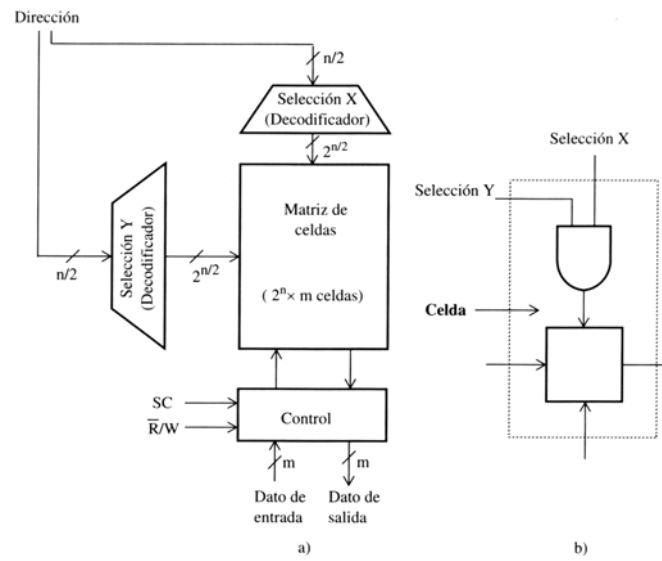 Dirección
n/2
Selección X
(Decodificador)
2^{n/2}
Selección Y
(Decodificador)
n/2
2^{n/2}
Matriz de
celdas
( 2^n × m celdas)
SC
R̅/W
Control
m
m
Dato de
entrada
Dato de
salida
a)
Selección X
Selección Y
Celda
b)